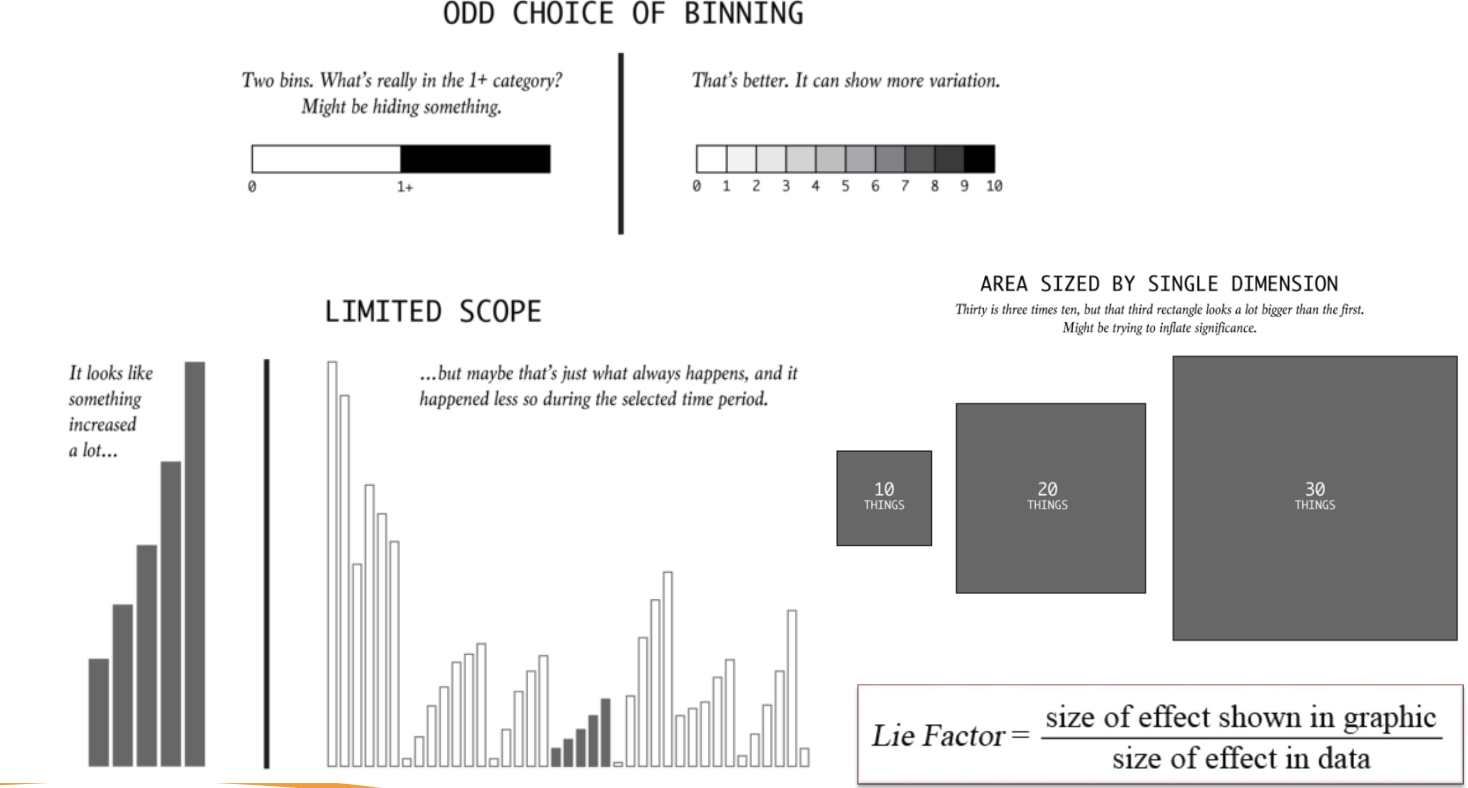 ODD CHOICE OF BINNING
Two bins. What's really in the 1+ category?
Might be hiding something.
0 1+
That's better. It can show more variation.
0 1 2 3 4 5 6 7 8 9 10
LIMITED SCOPE
It looks like
something
increased
a lot...
...but maybe that's just what always happens, and it
happened less so during the selected time period.
AREA SIZED BY SINGLE DIMENSION
Thirty is three times ten, but that third rectangle looks a lot bigger than the first.
Might be trying to inflate significance.
10
THINGS
20
THINGS
30
THINGS
Lie Factor = size of effect shown in graphic
size of effect in data